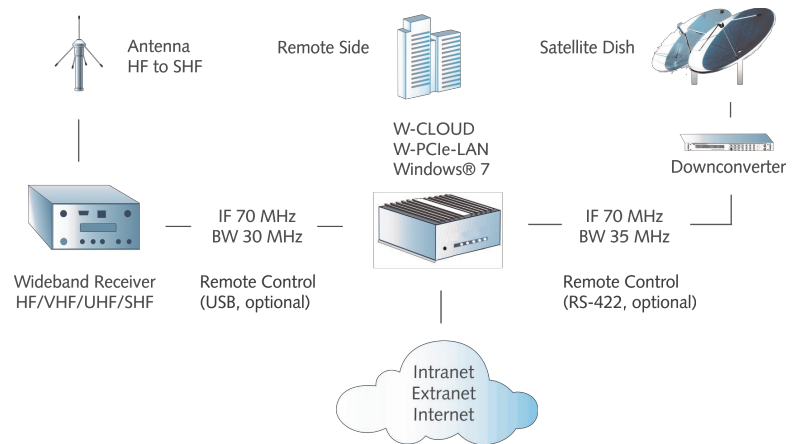 Antenna
HF to SHF
Remote Side
Satellite Dish
W-CLOUD
W-PCIe-LAN
Windows® 7
Downconverter
IF 70 MHz
BW 30 MHz
IF 70 MHz
BW 35 MHz
Wideband Receiver
HF/VHF/UHF/SHF
Remote Control
(USB, optional)
Remote Control
(RS-422, optional)
Intranet
Extranet
Internet